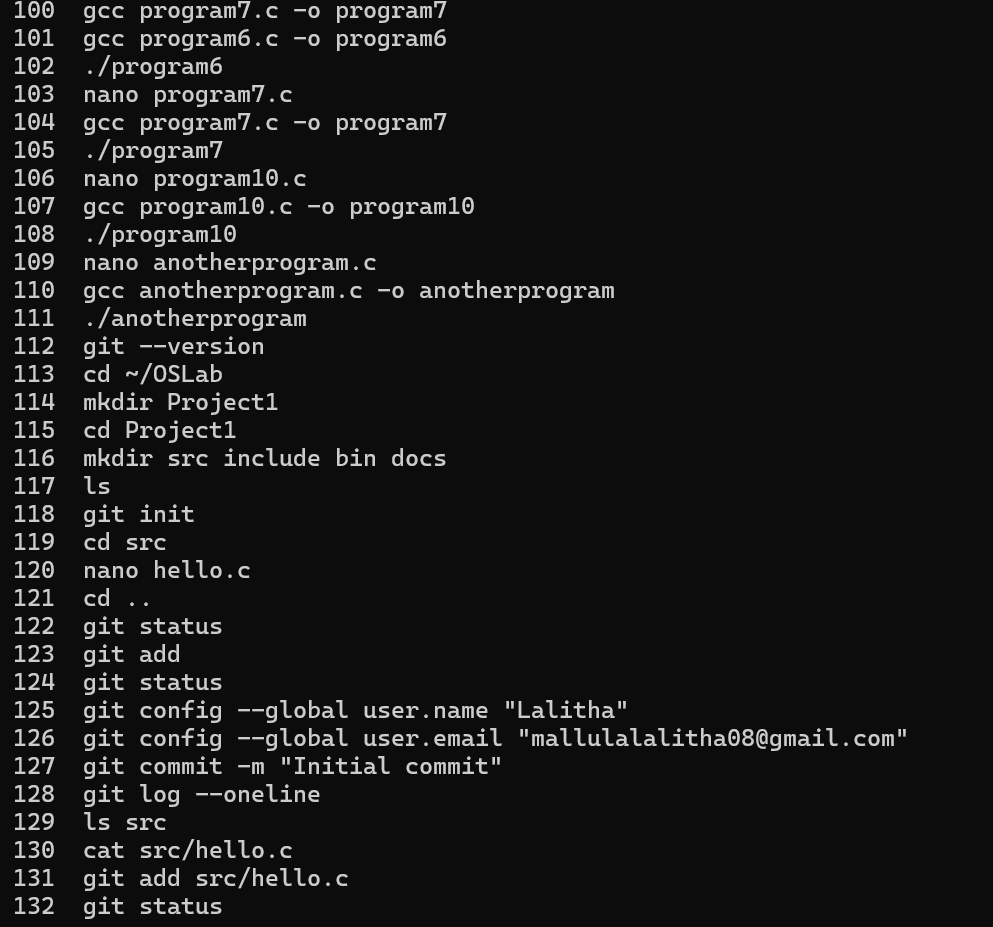 100  gcc program7.c -o program7
101  gcc program6.c -o program6
102  ./program6
103  nano program7.c
104  gcc program7.c -o program7
105  ./program7
106  nano program10.c
107  gcc program10.c -o program10
108  ./program10
109  nano anotherprogram.c
110  gcc anotherprogram.c -o anotherprogram
111  ./anotherprogram
112  git --version
113  cd ~/OSLab
114  mkdir Project1
115  cd Project1
116  mkdir src include bin docs
117  ls
118  git init
119  cd src
120  nano hello.c
121  cd ..
122  git status
123  git add
124  git status
125  git config --global user.name "Lalitha"
126  git config --global user.email "mallulalalitha08@gmail.com"
127  git commit -m "Initial commit"
128  git log --oneline
129  ls src
130  cat src/hello.c
131  git add src/hello.c
132  git status